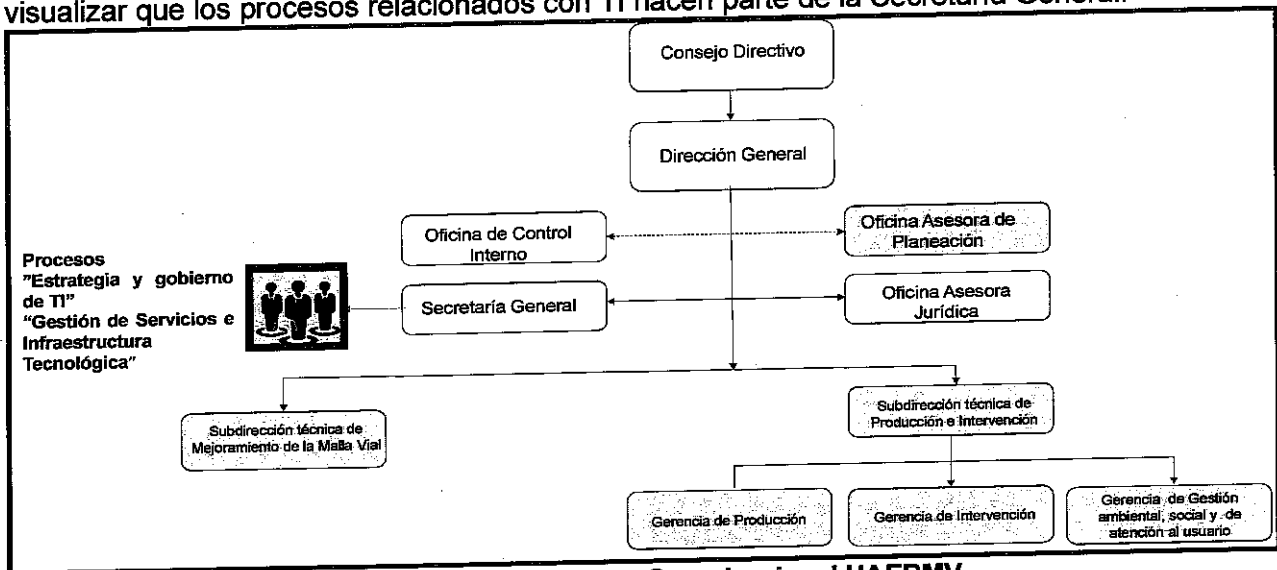 visualizar que los procesos relacionados con TI hacen parte de la Secretaría General.
Consejo Directivo
Dirección General
Oficina de Control
Interno
Oficina Asesora de
Planeación
Procesos
"Estrategia y gobierno
de TI"
"Gestión de Servicios e
Infraestructura
Tecnológica"
Secretaría General
Oficina Asesora
Jurídica
Subdirección técnica de
Mejoramiento de la Malla Vial
Subdirección técnica de
Producción e Intervención
Gerencia de Producción
Gerencia de Intervención
Gerencia de Gestión
ambiental, social y de
atención al usuario
UAERMV